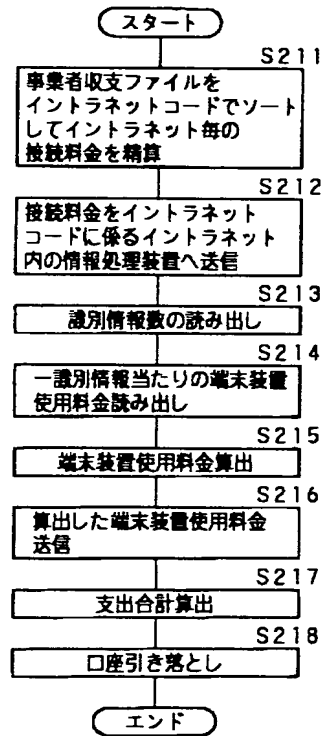 スタート
S211
事業者収支ファイルを
イントラネットコードでソート
してイントラネット毎の
接続料金を精算
S212
接続料金をイントラネット
コードに係るイントラネット
内の情報処理装置へ送信
S213
識別情報数の読み出し
S214
一識別情報当たりの端末装置
使用料金読み出し
S215
端末装置使用料金算出
S216
算出した端末装置使用料金
送信
S217
支出合計算出
S218
口座引き落とし
エンド